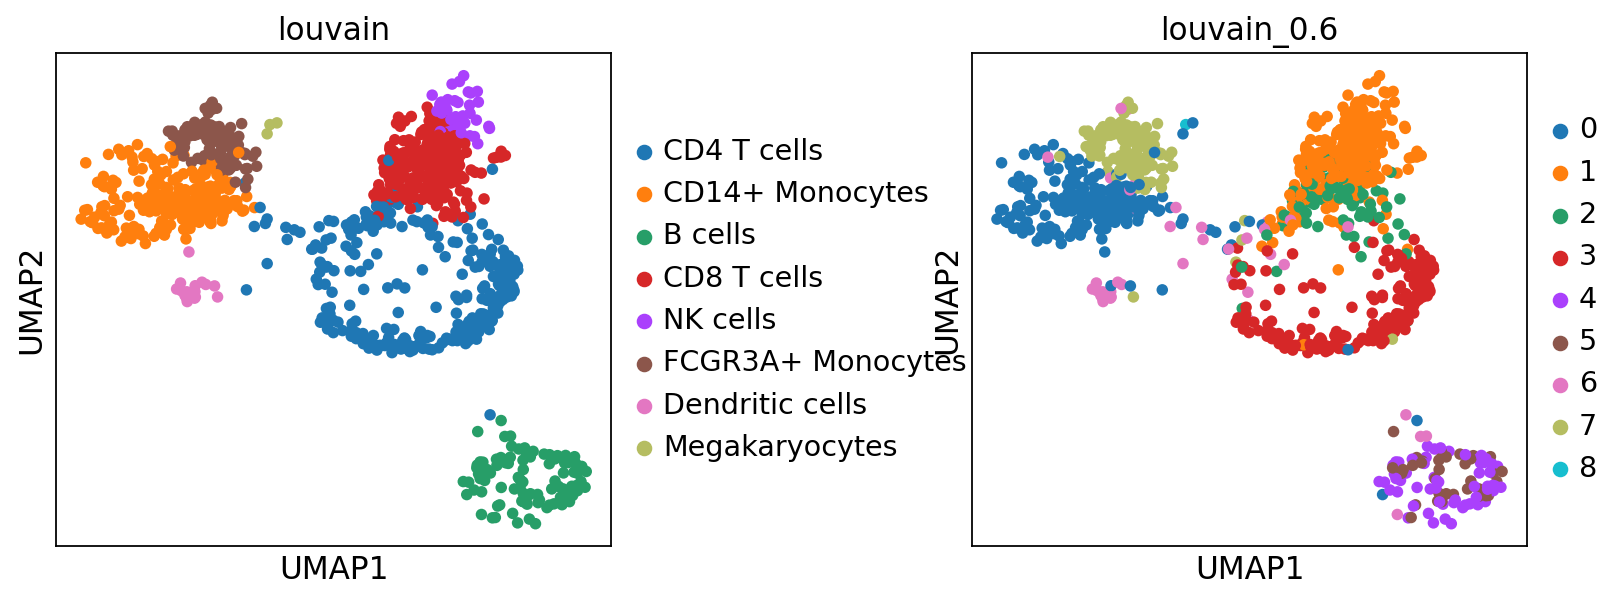 louvain
UMAP2
UMAP1
CD4 T cells
CD14+ Monocytes
B cells
CD8 T cells
NK cells
FCGR3A+ Monocytes
Dendritic cells
Megakaryocytes
louvain_0.6
UMAP2
UMAP1
0
1
2
3
4
5
6
7
8